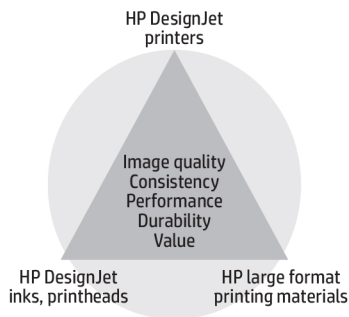 HP DesignJet
printers
Image quality
Consistency
Performance
Durability
Value
HP DesignJet
inks, printheads
HP large format
printing materials